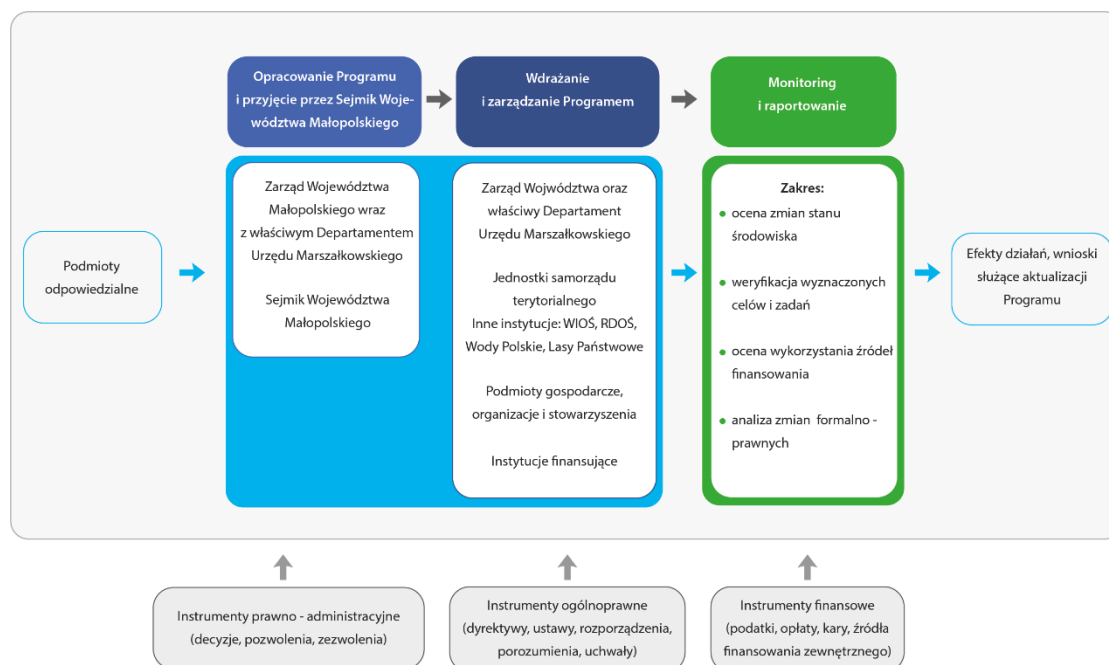 Opracowanie Programu
i przyjęcie przez Sejmik Woje-
wództwa Małopolskiego
Wdrażanie
i zarządzanie Programem
Monitoring
i raportowanie
Podmioty
odpowiedzialne
Zarząd Województwa
Małopolskiego wraz
z właściwym Departamentem
Urzędu Marszałkowskiego
Sejmik Województwa
Małopolskiego
Zarząd Wojwództwa oraz
właściwy Department
Urzędu Marszałkowskiego
Jednostki samorządu
terytorialnego
Inne instytucje: WIOŚ, RDOŚ,
Wody Polskie, Lasy Państwowe
Podmioty gospodarcze,
organizacje i stowarzyszenia
Instytucje finansujące
Zakres:
ocena zmian stanu
środowiska
weryfikacja wyznaczonych
celów i zadań
ocena wykorzystania źródeł
finansowania
analiza zmian formalno -
prawnych
Efekty działań, wnioski
służące aktualizacji
Programu
Instrumenty prawno - administracyjne
(decyzje, pozwolenia, zezwolenia)
Instrumenty ogólnoprawne
(dyrektywy, ustawy, rozporządzenia,
porozumienia, uchwały)
Instrumenty finansowe
(podatki, opłaty, kary, źródła
finansowania zewnętrznego)